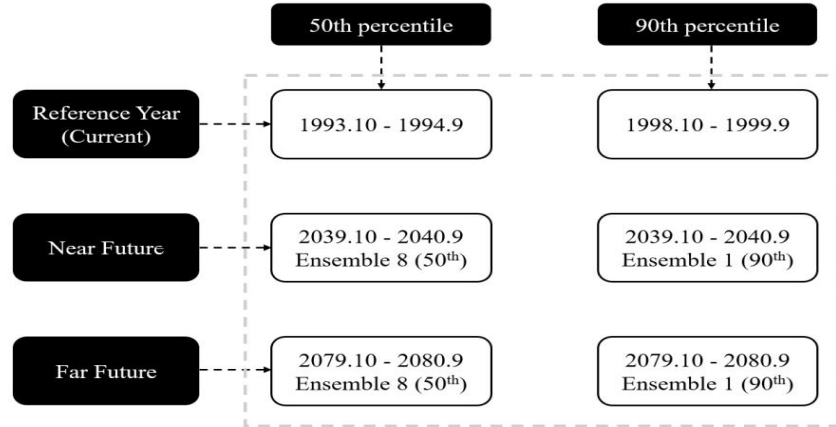 50th percentile
90th percentile
Reference Year
(Current)
1993.10 - 1994.9
1998.10 - 1999.9
Near Future
2039.10 - 2040.9
Ensemble 8 (50th)
2039.10 - 2040.9
Ensemble 1 (90th)
Far Future
2079.10 - 2080.9
Ensemble 8 (50th)
2079.10 - 2080.9
Ensemble 1 (90th)